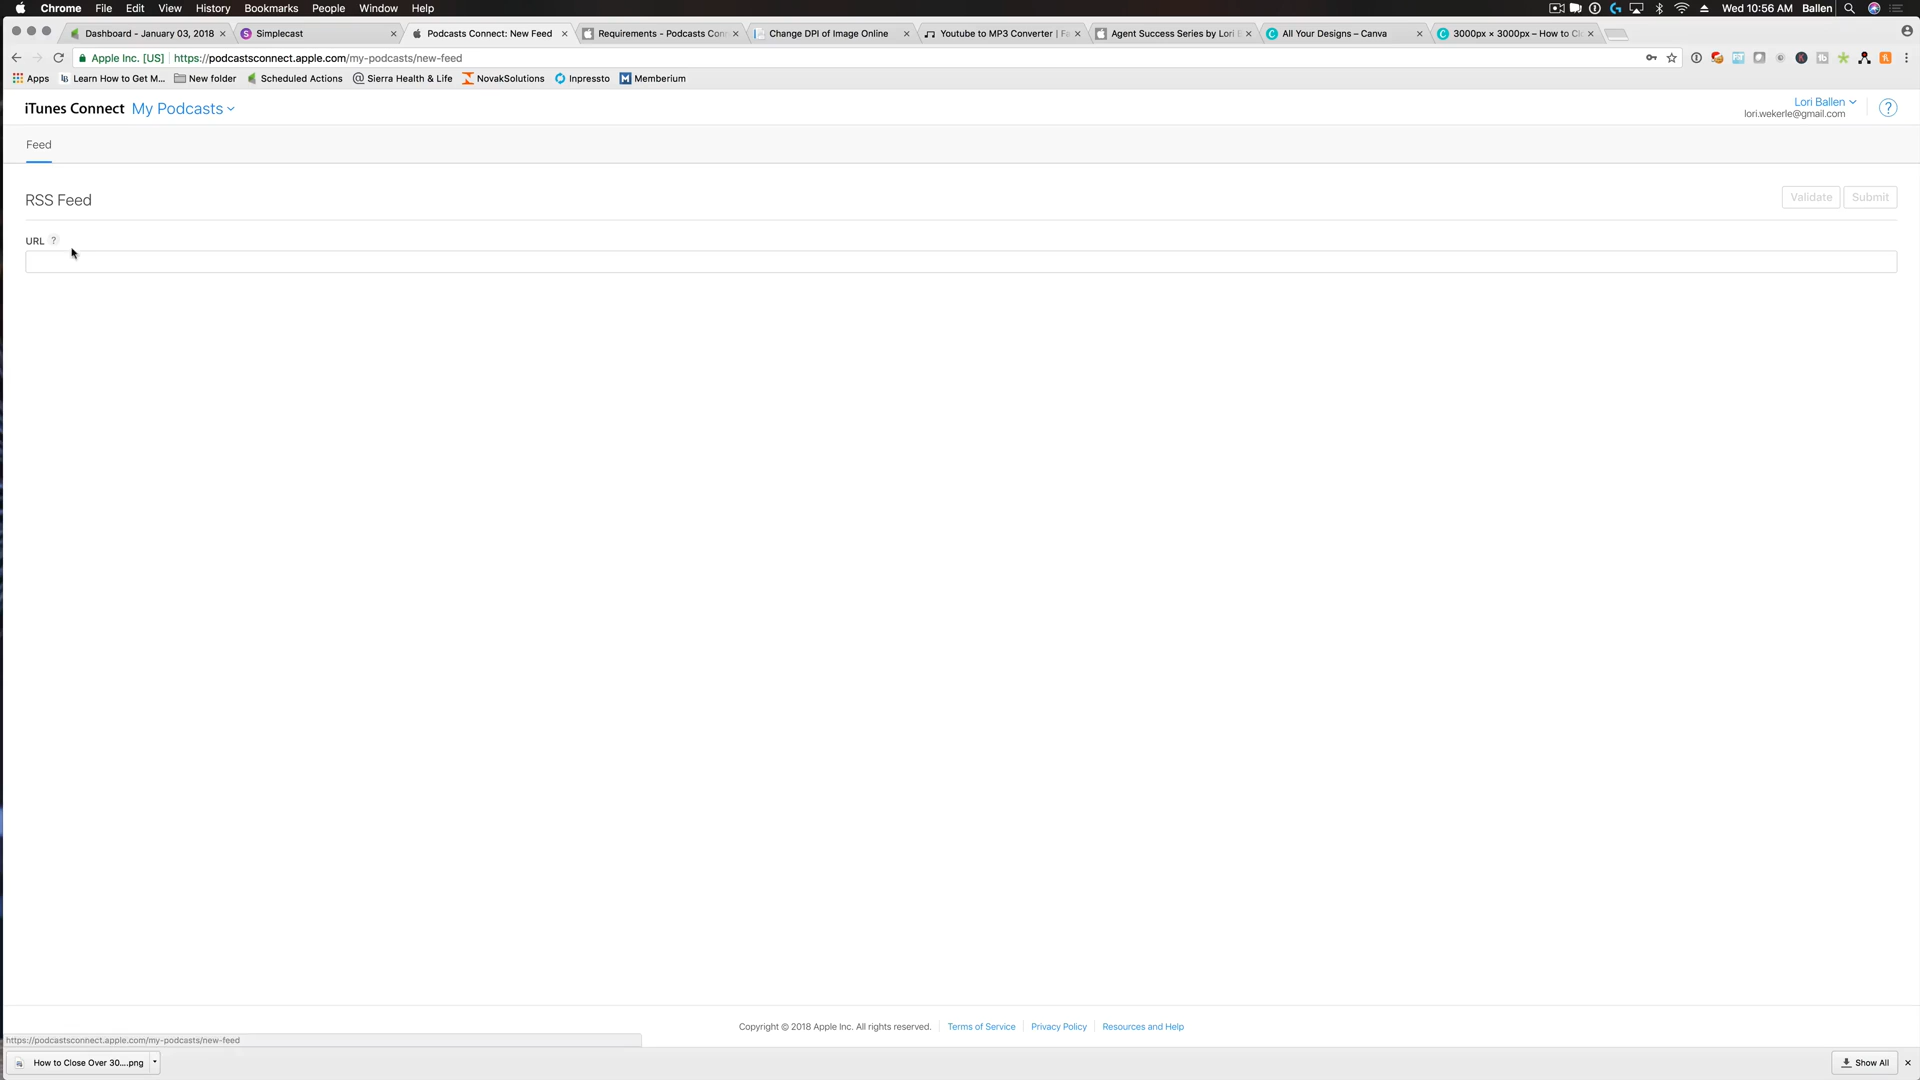 Chrome File Edit View History Bookmarks People Window Help Wed 10:56 AM Ballen
Dashboard - January 03, 2018 Simplecast Podcasts Connect: New Feed Requirements - Podcasts Con Change DPI of Image Online Youtube to MP3 Converter | F Agent Success Series by Lori B All Your Designs – Canva 3000px × 3000px – How to Cl
Apple Inc. [US] https://podcastsconnect.apple.com/my-podcasts/new-feed
Apps Learn How to Get M... New folder Scheduled Actions Sierra Health & Life NovakSolutions Inpressto Memberium
iTunes Connect My Podcasts Lori Ballen ?
lori.wekerle@gmail.com
Feed
RSS Feed Validate Submit
URL ?
Copyright © 2018 Apple Inc. All rights reserved. Terms of Service Privacy Policy Resources and Help
https://podcastsconnect.apple.com/my-podcasts/new-feed
How to Close Over 30....png Show All